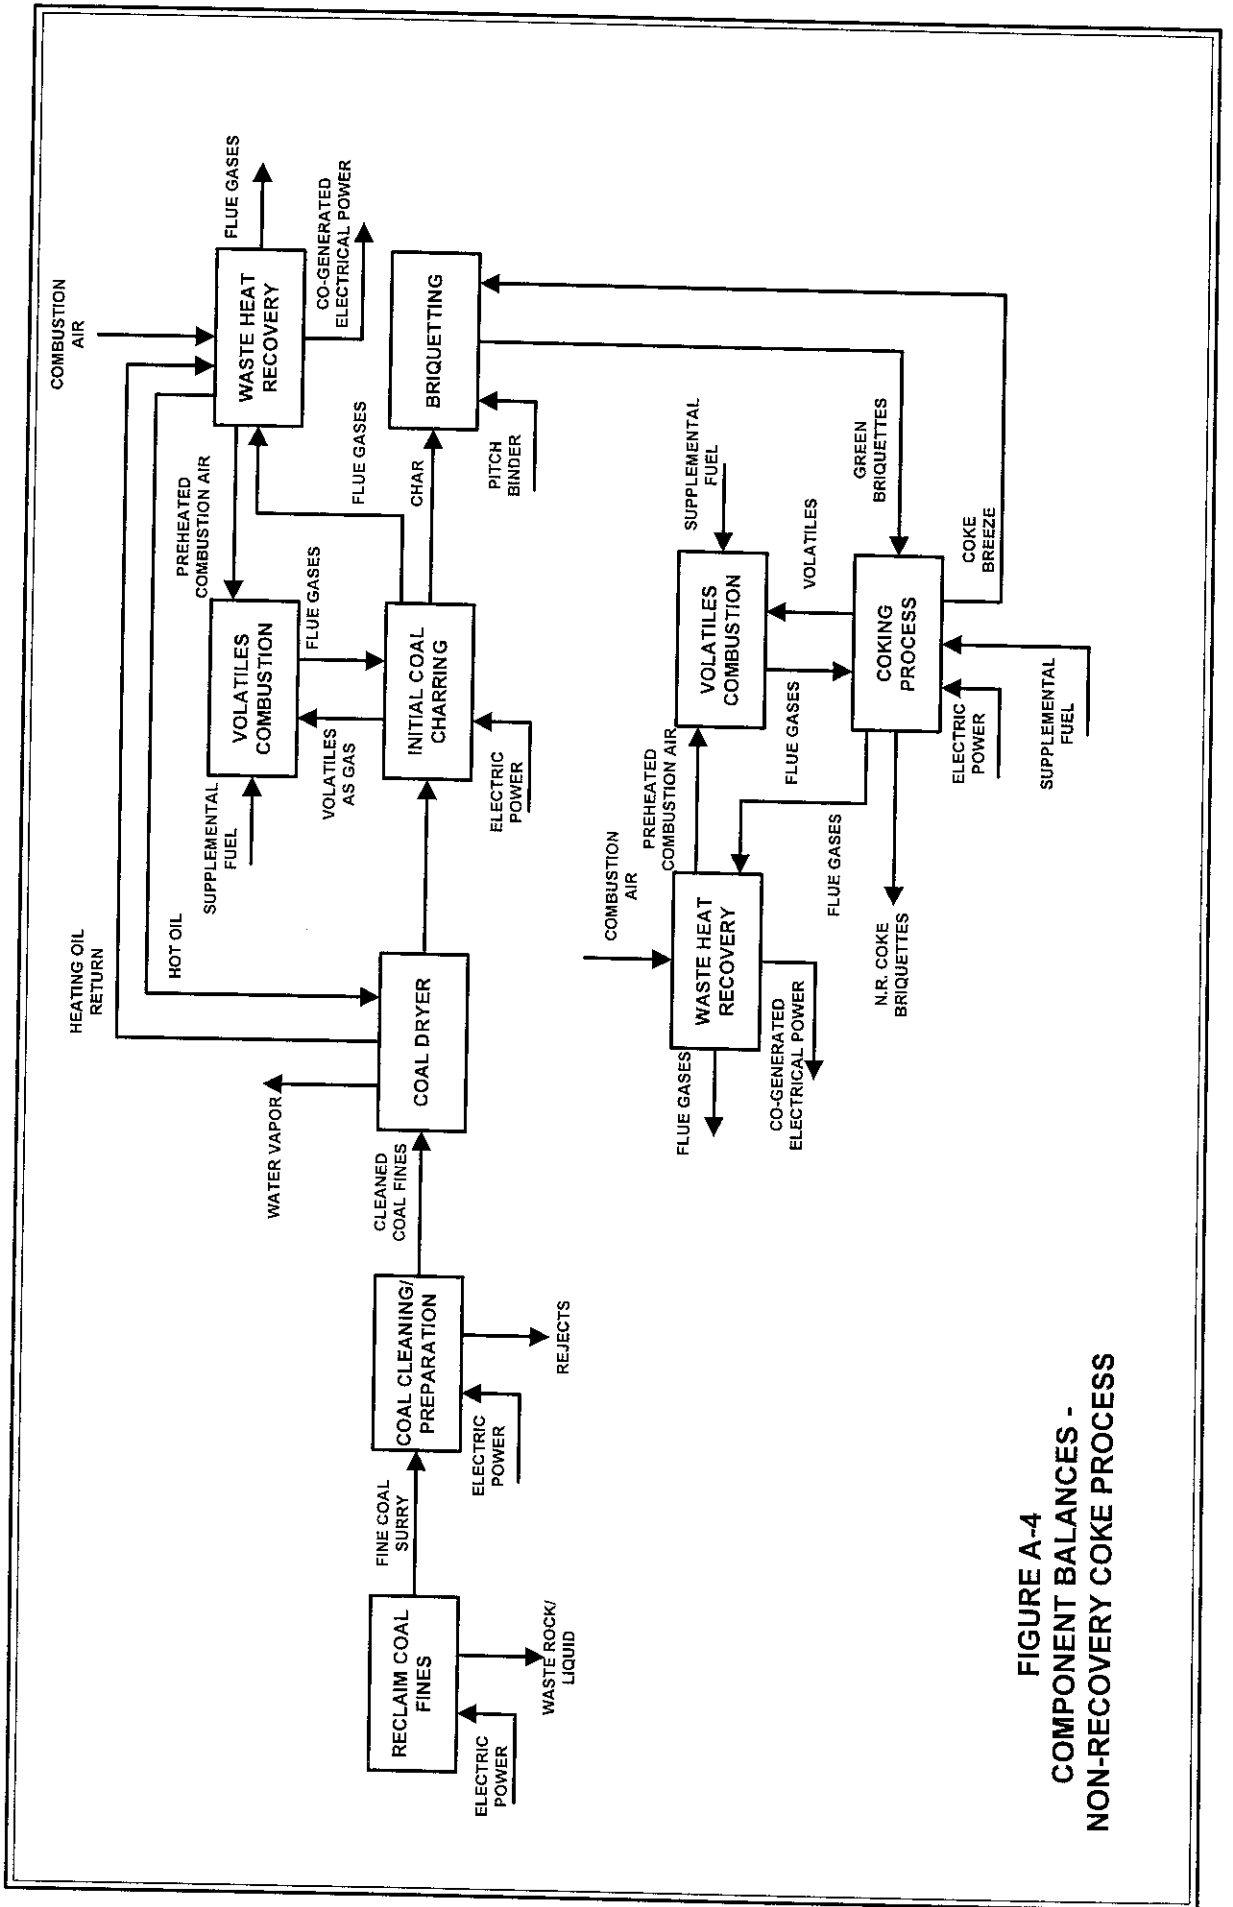 COMBUSTION
AIR
FLUE GASES
WASTE HEAT
RECOVERY
CO-GENERATED
ELECTRICAL POWER
HEATING OIL
RETURN
HOT OIL
PREHEATED
COMBUSTION AIR
SUPPLEMENTAL
FUEL
VOLATILES
COMBUSTION
FLUE GASES
VOLATILES
AS GAS
FLUE GASES
WATER VAPOR
RECLAIM COAL
FINES
ELECTRIC
POWER
WASTE ROCK/
LIQUID
FINE COAL
SURRY
COAL CLEANING/
PREPARATION
ELECTRIC
POWER
REJECTS
CLEANED
COAL FINES
COAL DRYER
INITIAL COAL
CHARRING
ELECTRIC
POWER
CHAR
BRIQUETTING
PITCH
BINDER
COMBUSTION
AIR
WASTE HEAT
RECOVERY
FLUE GASES
CO-GENERATED
ELECTRICAL POWER
PREHEATED
COMBUSTION AIR
VOLATILES
COMBUSTION
SUPPLEMENTAL
FUEL
FLUE GASES
VOLATILES
FLUE GASES
GREEN
BRIQUETTES
COKING
PROCESS
N.R. COKE
BRIQUETTES
ELECTRIC
POWER
COKE
BREEZE
SUPPLEMENTAL
FUEL
FIGURE A-4
COMPONENT BALANCES -
NON-RECOVERY COKE PROCESS